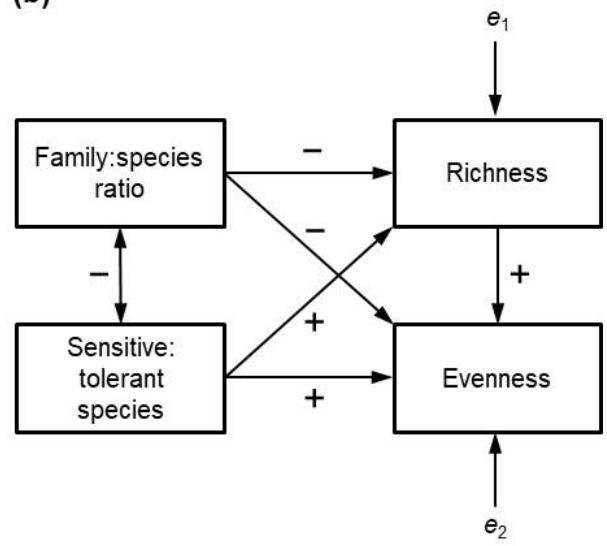 (b)
e1
Family:species
ratio
−
Richness
−
−
+
+
Sensitive:
tolerant
species
+
Evenness
e2